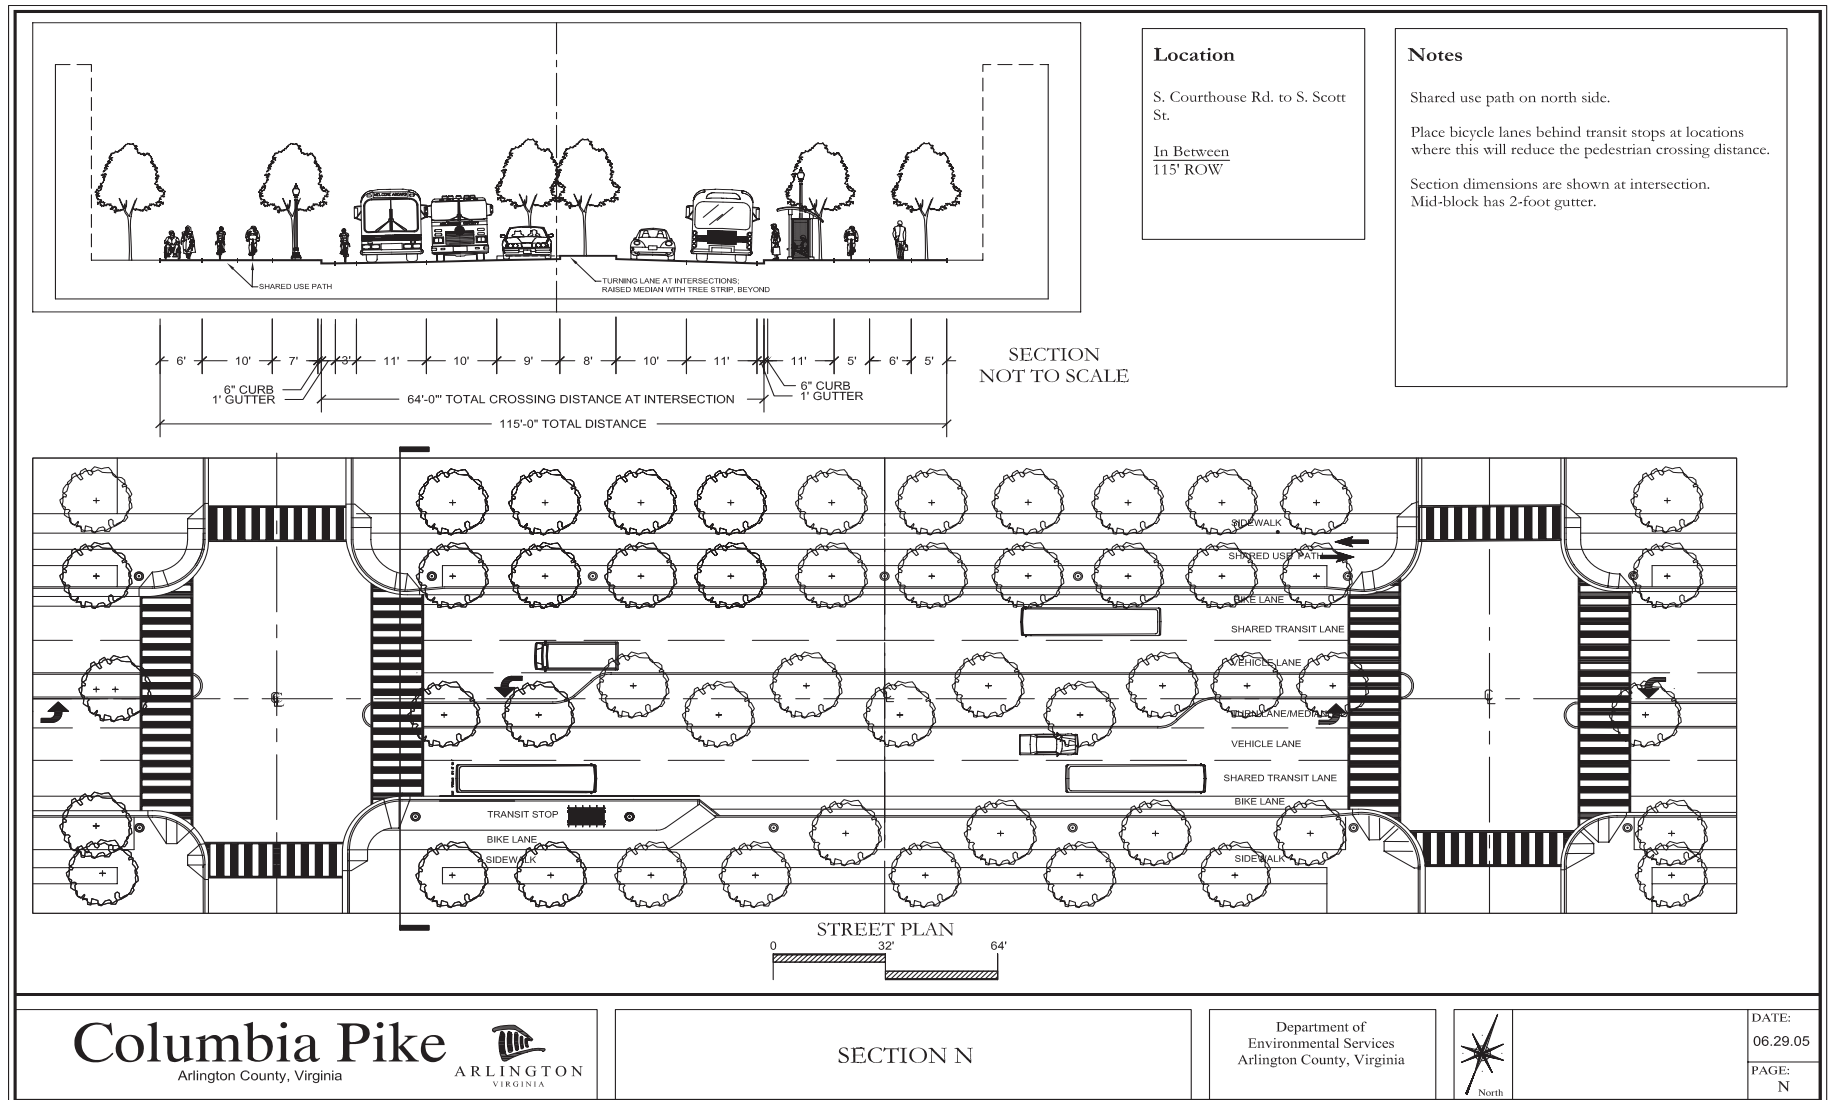 Location
S. Courthouse Rd. to S. Scott
St.
In Between
115' ROW
Notes
Shared use path on north side.
Place bicycle lanes behind transit stops at locations
where this will reduce the pedestrian crossing distance.
Section dimensions are shown at intersection.
Mid-block has 2-foot gutter.
SHARED USE PATH
TURNING LANE AT INTERSECTIONS;
RAISED MEDIAN WITH TREE STRIP, BEYOND
6' 10' 7' 3' 11' 10' 9' 8' 10' 11' 11' 5' 6' 5'
6" CURB
1' GUTTER
6" CURB
1' GUTTER
64'-0"' TOTAL CROSSING DISTANCE AT INTERSECTION
115'-0" TOTAL DISTANCE
SECTION
NOT TO SCALE
SIDEWALK
SHARED USE PATH
BIKE LANE
SHARED TRANSIT LANE
VEHICLE LANE
TURN LANE/MEDIAN
VEHICLE LANE
SHARED TRANSIT LANE
BIKE LANE
TRANSIT STOP
BIKE LANE
SIDEWALK
SIDEWALK
STREET PLAN
0 32' 64'
Columbia Pike
Arlington County, Virginia
ARLINGTON
VIRGINIA
SECTION N
Department of
Environmental Services
Arlington County, Virginia
North
DATE:
06.29.05
PAGE:
N